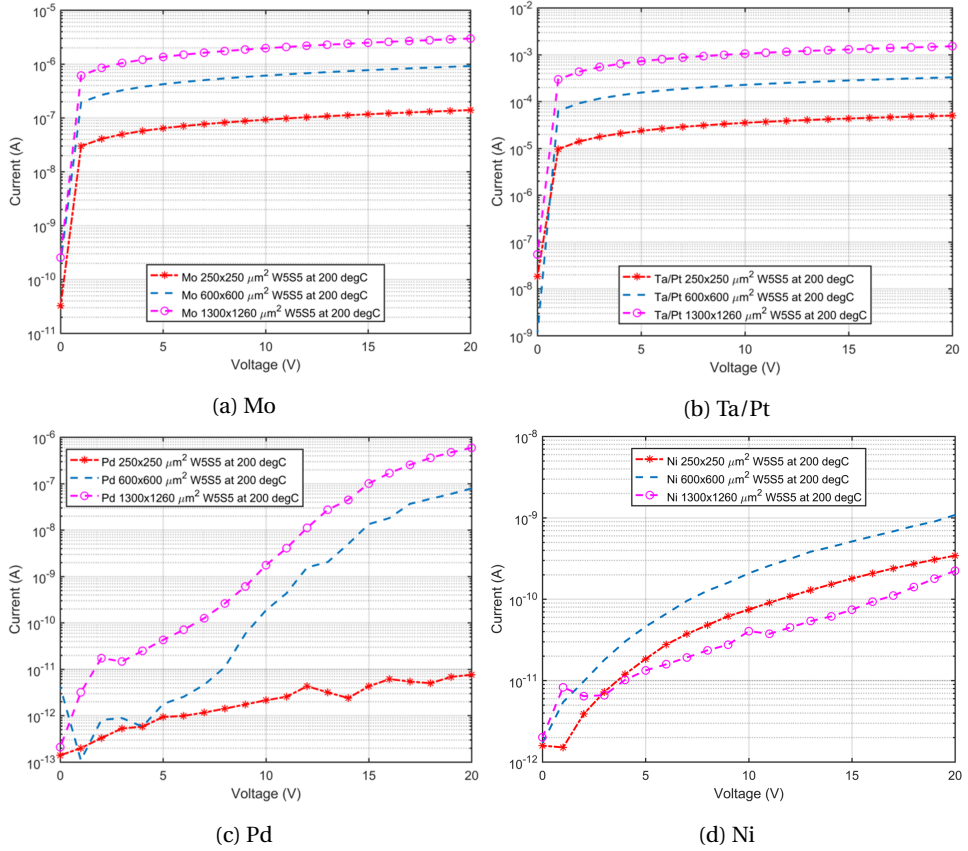 10^-5
10^-6
10^-7
10^-8
10^-9
10^-10
10^-11
Current (A)
Mo 250x250 μm^2 W5S5 at 200 degC
Mo 600x600 μm^2 W5S5 at 200 degC
Mo 1300x1260 μm^2 W5S5 at 200 degC
0 5 10 15 20
Voltage (V)
(a) Mo
10^-2
10^-3
10^-4
10^-5
10^-6
10^-7
10^-8
10^-9
Current (A)
Ta/Pt 250x250 μm^2 W5S5 at 200 degC
Ta/Pt 600x600 μm^2 W5S5 at 200 degC
Ta/Pt 1300x1260 μm^2 W5S5 at 200 degC
0 5 10 15 20
Voltage (V)
(b) Ta/Pt
10^-6
10^-7
10^-8
10^-9
10^-10
10^-11
10^-12
10^-13
Current (A)
Pd 250x250 μm^2 W5S5 at 200 degC
Pd 600x600 μm^2 W5S5 at 200 degC
Pd 1300x1260 μm^2 W5S5 at 200 degC
0 5 10 15 20
Voltage (V)
(c) Pd
10^-8
10^-9
10^-10
10^-11
10^-12
Current (A)
Ni 250x250 μm^2 W5S5 at 200 degC
Ni 600x600 μm^2 W5S5 at 200 degC
Ni 1300x1260 μm^2 W5S5 at 200 degC
0 5 10 15 20
Voltage (V)
(d) Ni